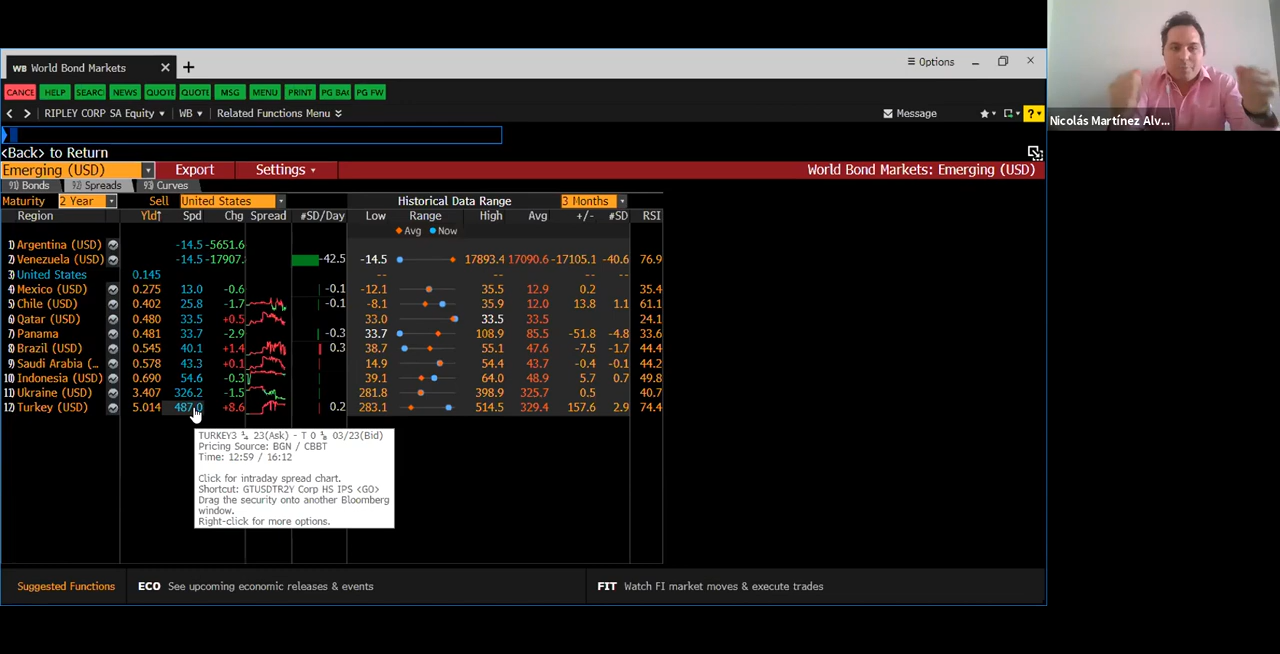 WB World Bond Markets
Options
CANCE HELP SEARC NEWS QUOTE QUOTE MSG MENU PRINT PG BAC PG FW
RIPLEY CORP SA Equity WB Related Functions Menu Message
<Back> to Return
Emerging (USD) Export Settings World Bond Markets: Emerging (USD)
91) Bonds 92) Spreads 93) Curves
Maturity 2 Year Sell United States Historical Data Range 3 Months
Region Yld↑ Spd Chg Spread #SD/Day Low Range High Avg +/- #SD RSI
Avg Now
1) Argentina (USD) -14.5 -5651.6
2) Venezuela (USD) -14.5 -17907. -42.5 -14.5 17893.4 17090.6 -17105.1 -40.6 76.9
3) United States 0.145 -- -- -- --
4) Mexico (USD) 0.275 13.0 -0.6 -0.1 -12.1 35.5 12.9 0.2 35.4
5) Chile (USD) 0.402 25.8 -1.7 -0.1 -8.1 35.9 12.0 13.8 1.1 61.1
6) Qatar (USD) 0.480 33.5 +0.5 33.0 33.5 33.5 24.1
7) Panama 0.481 33.7 -2.9 -0.3 33.7 108.9 85.5 -51.8 -4.8 33.6
8) Brazil (USD) 0.545 40.1 +1.4 0.3 38.7 55.1 47.6 -7.5 -1.7 44.4
9) Saudi Arabia (... 0.578 43.3 +0.1 14.9 54.4 43.7 -0.4 -0.1 44.2
10) Indonesia (USD) 0.690 54.6 -0.3 39.1 64.0 48.9 5.7 0.7 49.8
11) Ukraine (USD) 3.407 326.2 -1.5 281.8 398.9 325.7 0.5 40.7
12) Turkey (USD) 5.014 487.0 +8.6 0.2 283.1 514.5 329.4 157.6 2.9 74.4
TURKEY3 ¼ 23(Ask) - T 0 ⅛ 03/23(Bid)
Pricing Source: BGN / CBBT
Time: 12:59 / 16:12
Click for intraday spread chart.
Shortcut: GTUSDTR2Y Corp HS IPS <GO>
Drag the security onto another Bloomberg
window.
Right-click for more options.
Suggested Functions ECO See upcoming economic releases & events FIT Watch FI market moves & execute trades
Nicolás Martínez Alv...